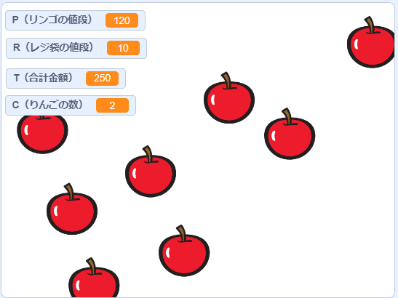 P（リンゴの値段） 120
R（レジ袋の値段） 10
T（合計金額） 250
C（りんごの数） 2